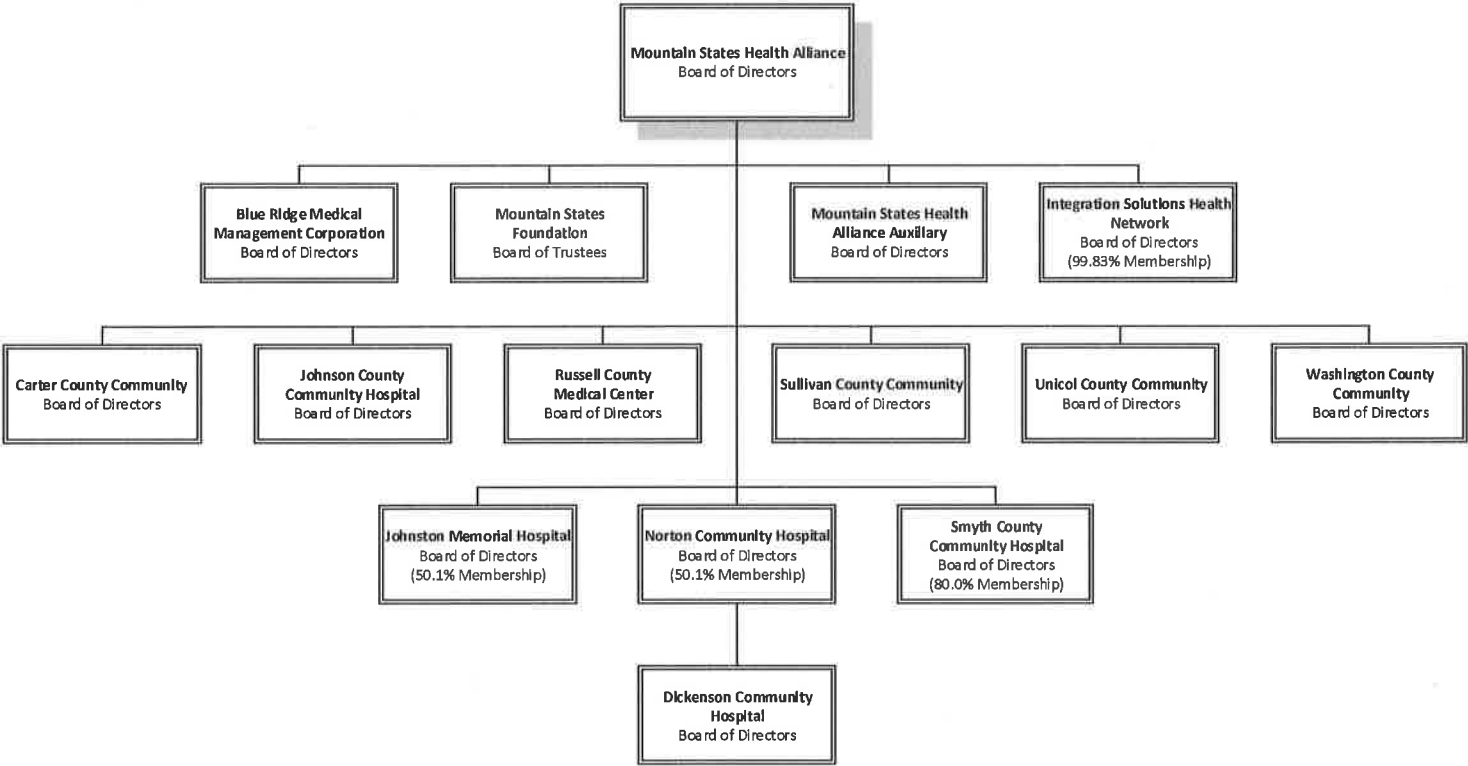 Mountain States Health Alliance
Board of Directors
Blue Ridge Medical
Management Corporation
Board of Directors
Mountain States
Foundation
Board of Trustees
Mountain States Health
Alliance Auxiliary
Board of Directors
Integration Solutions Health
Network
Board of Directors
(99.83% Membership)
Carter County Community
Board of Directors
Johnson County
Community Hospital
Board of Directors
Russell County
Medical Center
Board of Directors
Sullivan County Community
Board of Directors
Unicol County Community
Board of Directors
Washington County
Community
Board of Directors
Johnston Memorial Hospital
Board of Directors
(50.1% Membership)
Norton Community Hospital
Board of Directors
(50.1% Membership)
Smyth County
Community Hospital
Board of Directors
(80.0% Membership)
Dickenson Community
Hospital
Board of Directors